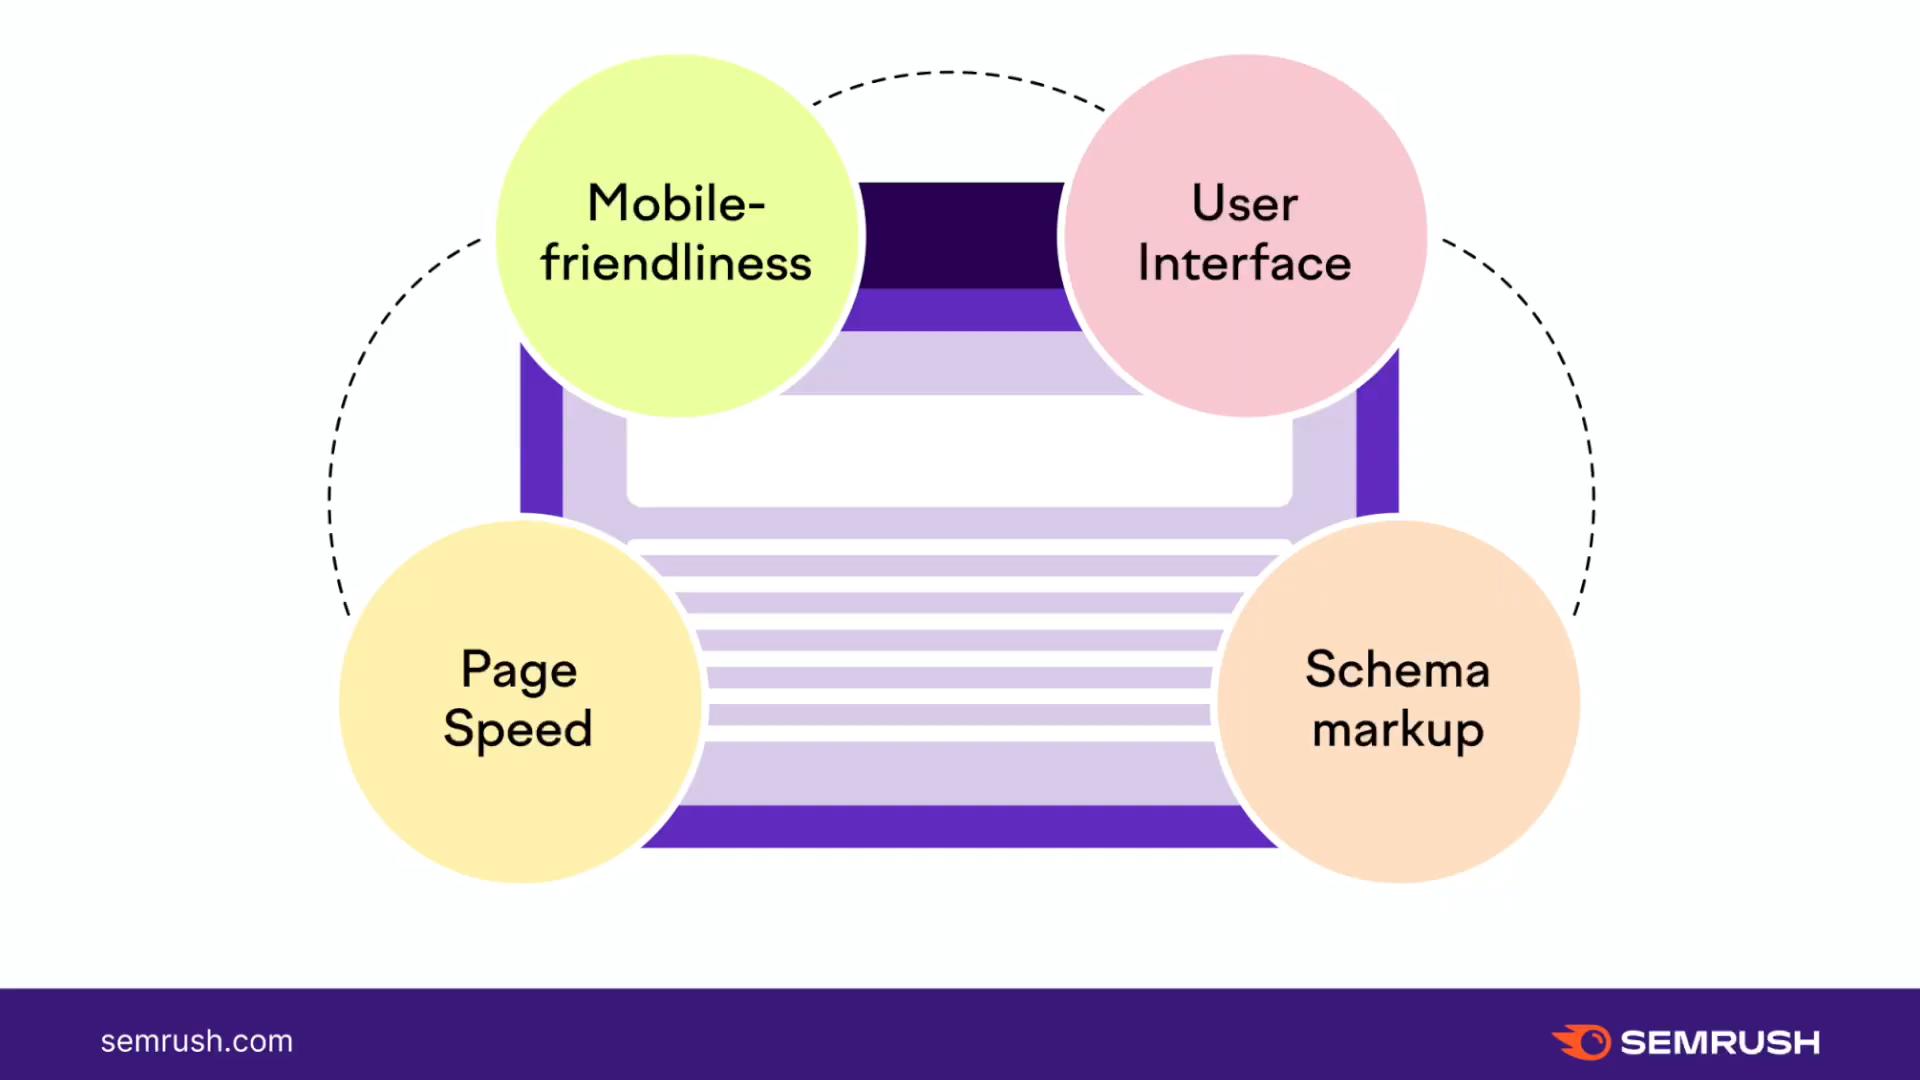 Mobile-
friendliness
User
Interface
Page
Speed
Schema
markup
semrush.com
SEMRUSH